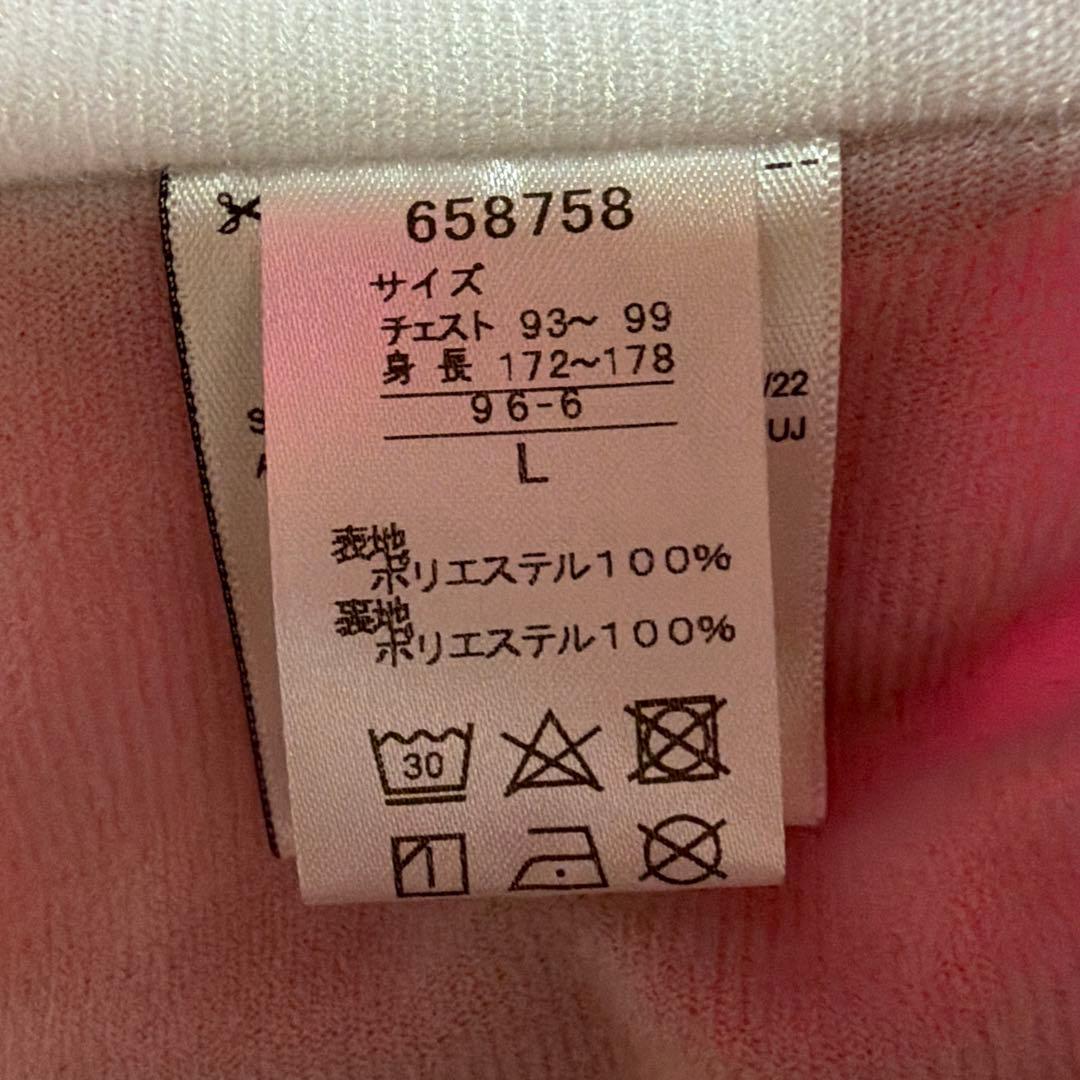 658758
サイズ
チェスト 93〜 99
身 長 172〜178
96-6
L
/22
UJ
表地
ポリエステル100%
裏地
ポリエステル100%
30